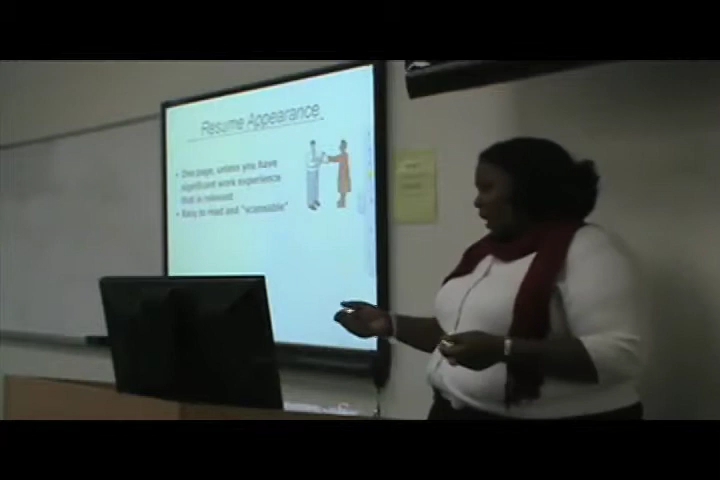 Resume Appearance
• One page, unless you have
significant work experience
that is relevant
• Easy to read and "scannable"